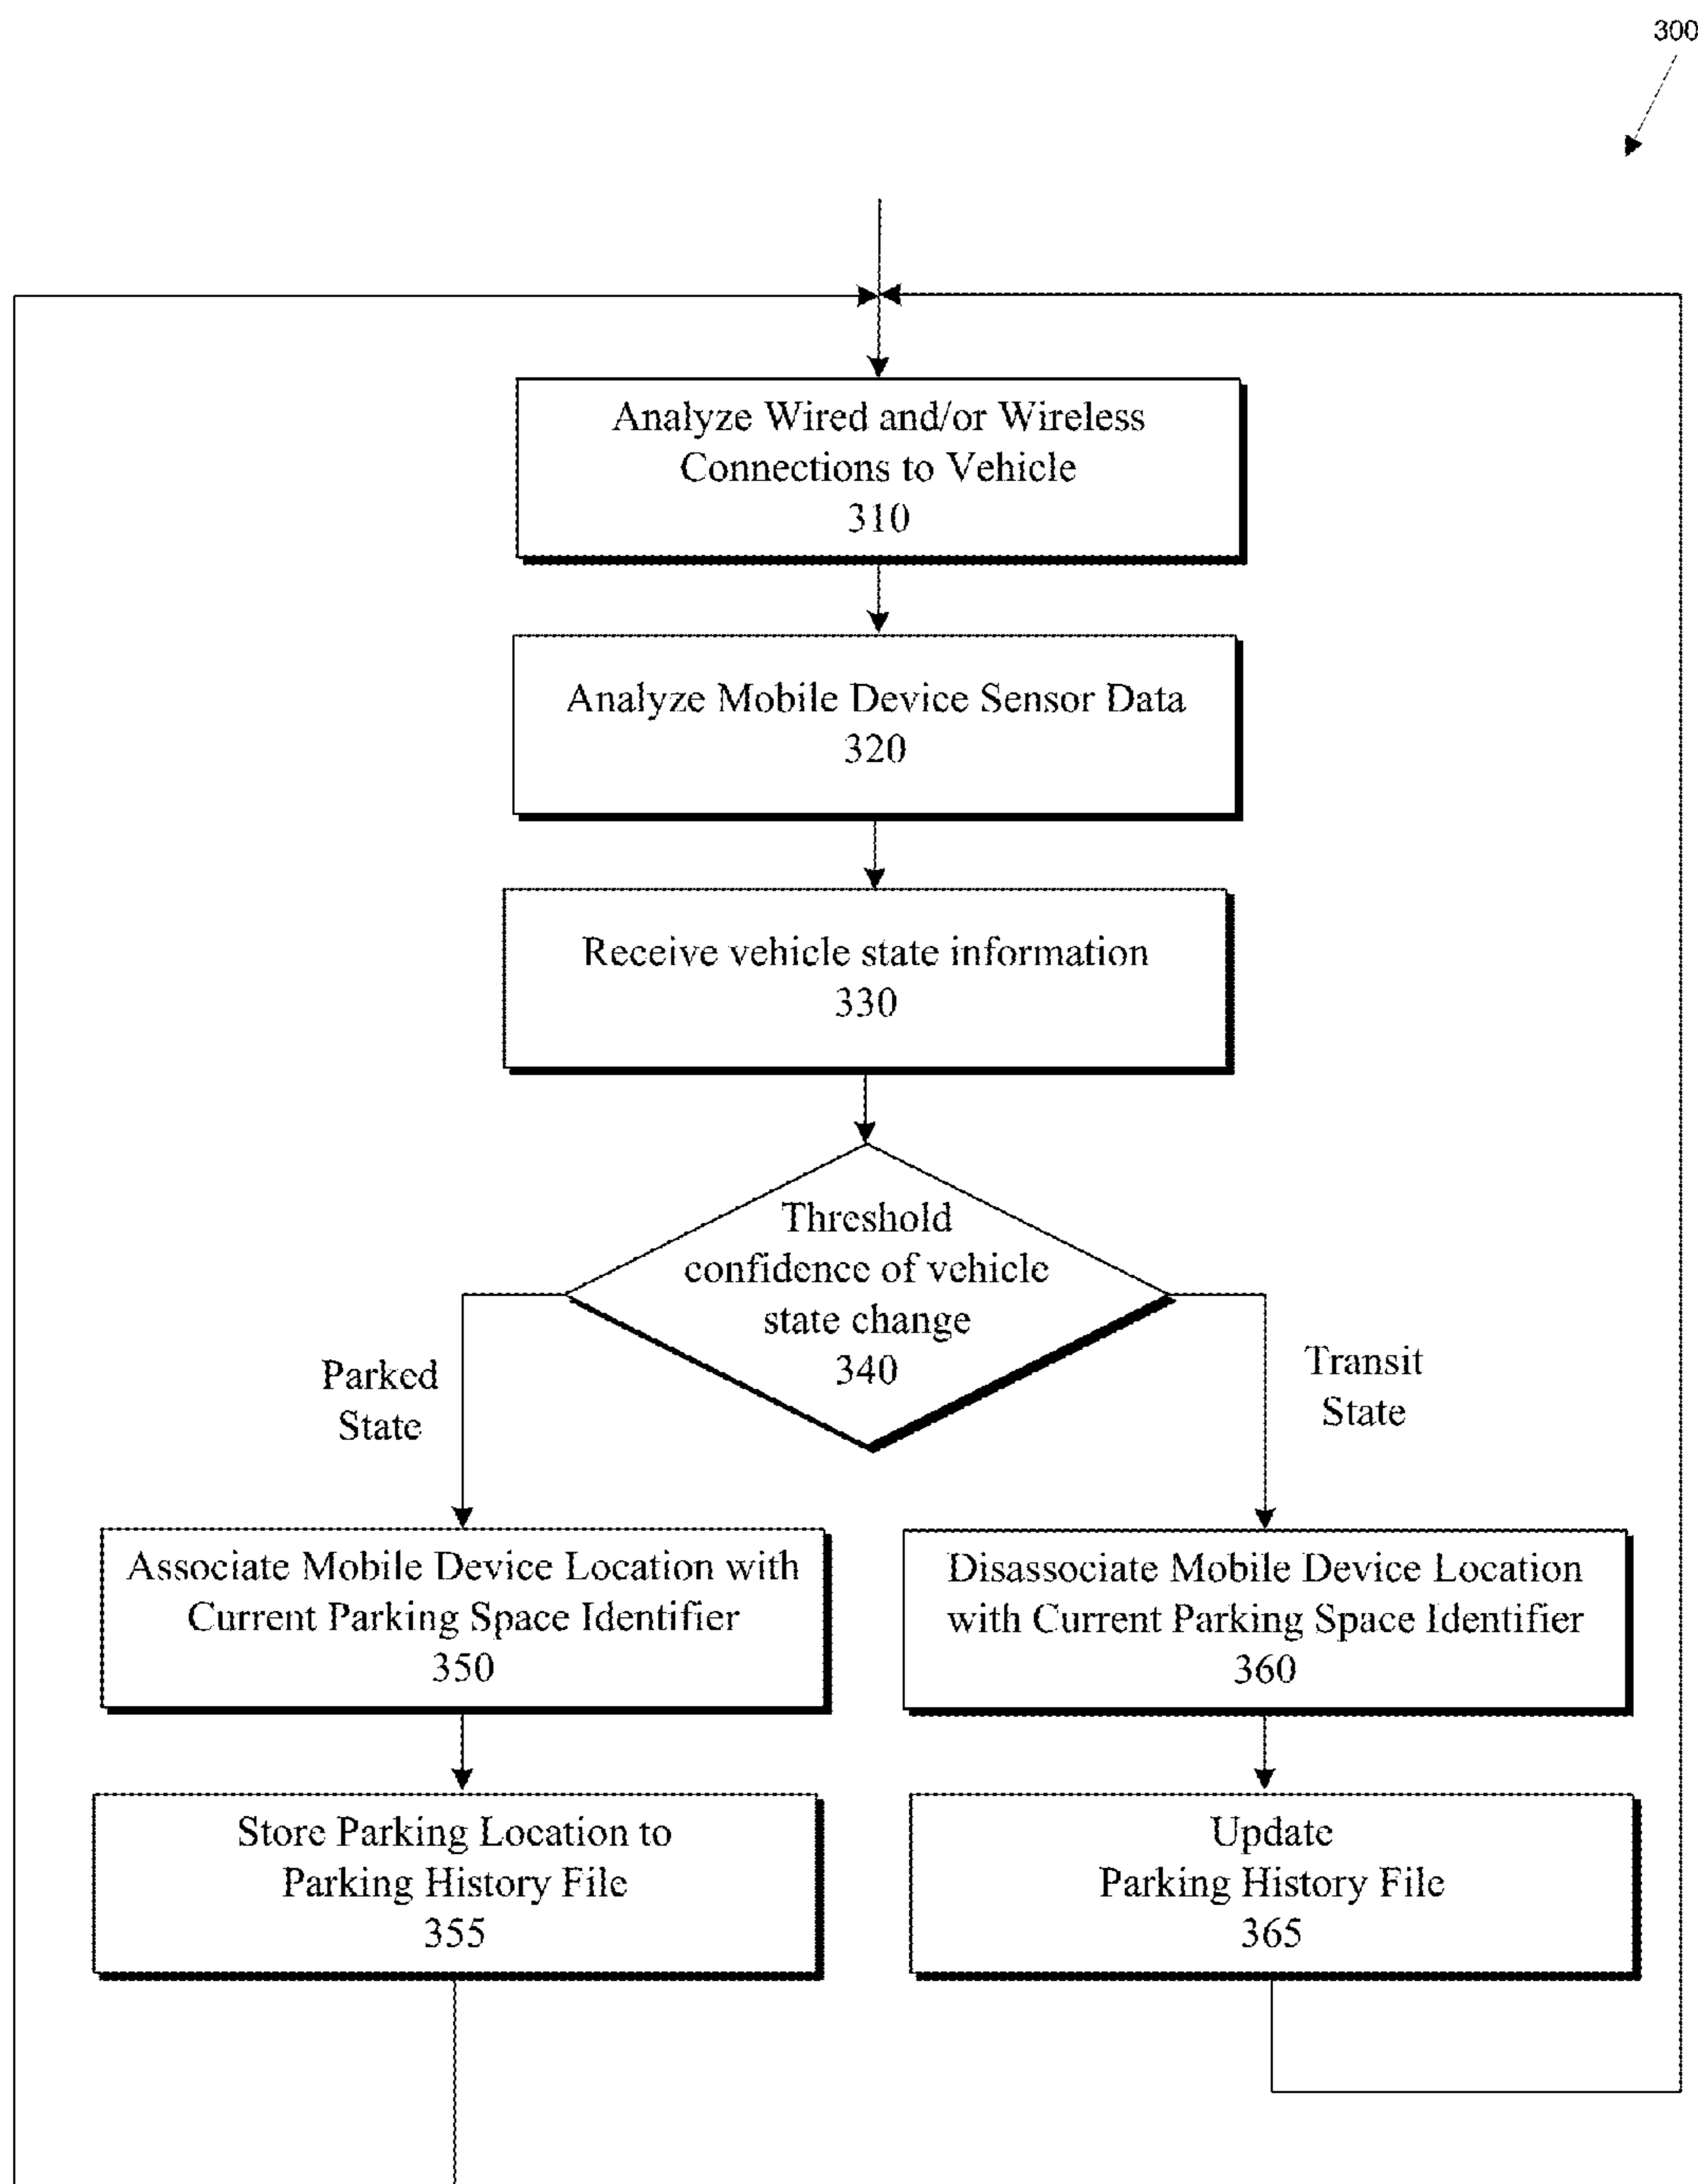 300
Analyze Wired and/or Wireless
Connections to Vehicle
310
Analyze Mobile Device Sensor Data
320
Receive vehicle state information
330
Threshold
confidence of vehicle
state change
340
Parked
State
Transit
State
Associate Mobile Device Location with
Current Parking Space Identifier
350
Disassociate Mobile Device Location
with Current Parking Space Identifier
360
Store Parking Location to
Parking History File
355
Update
Parking History File
365